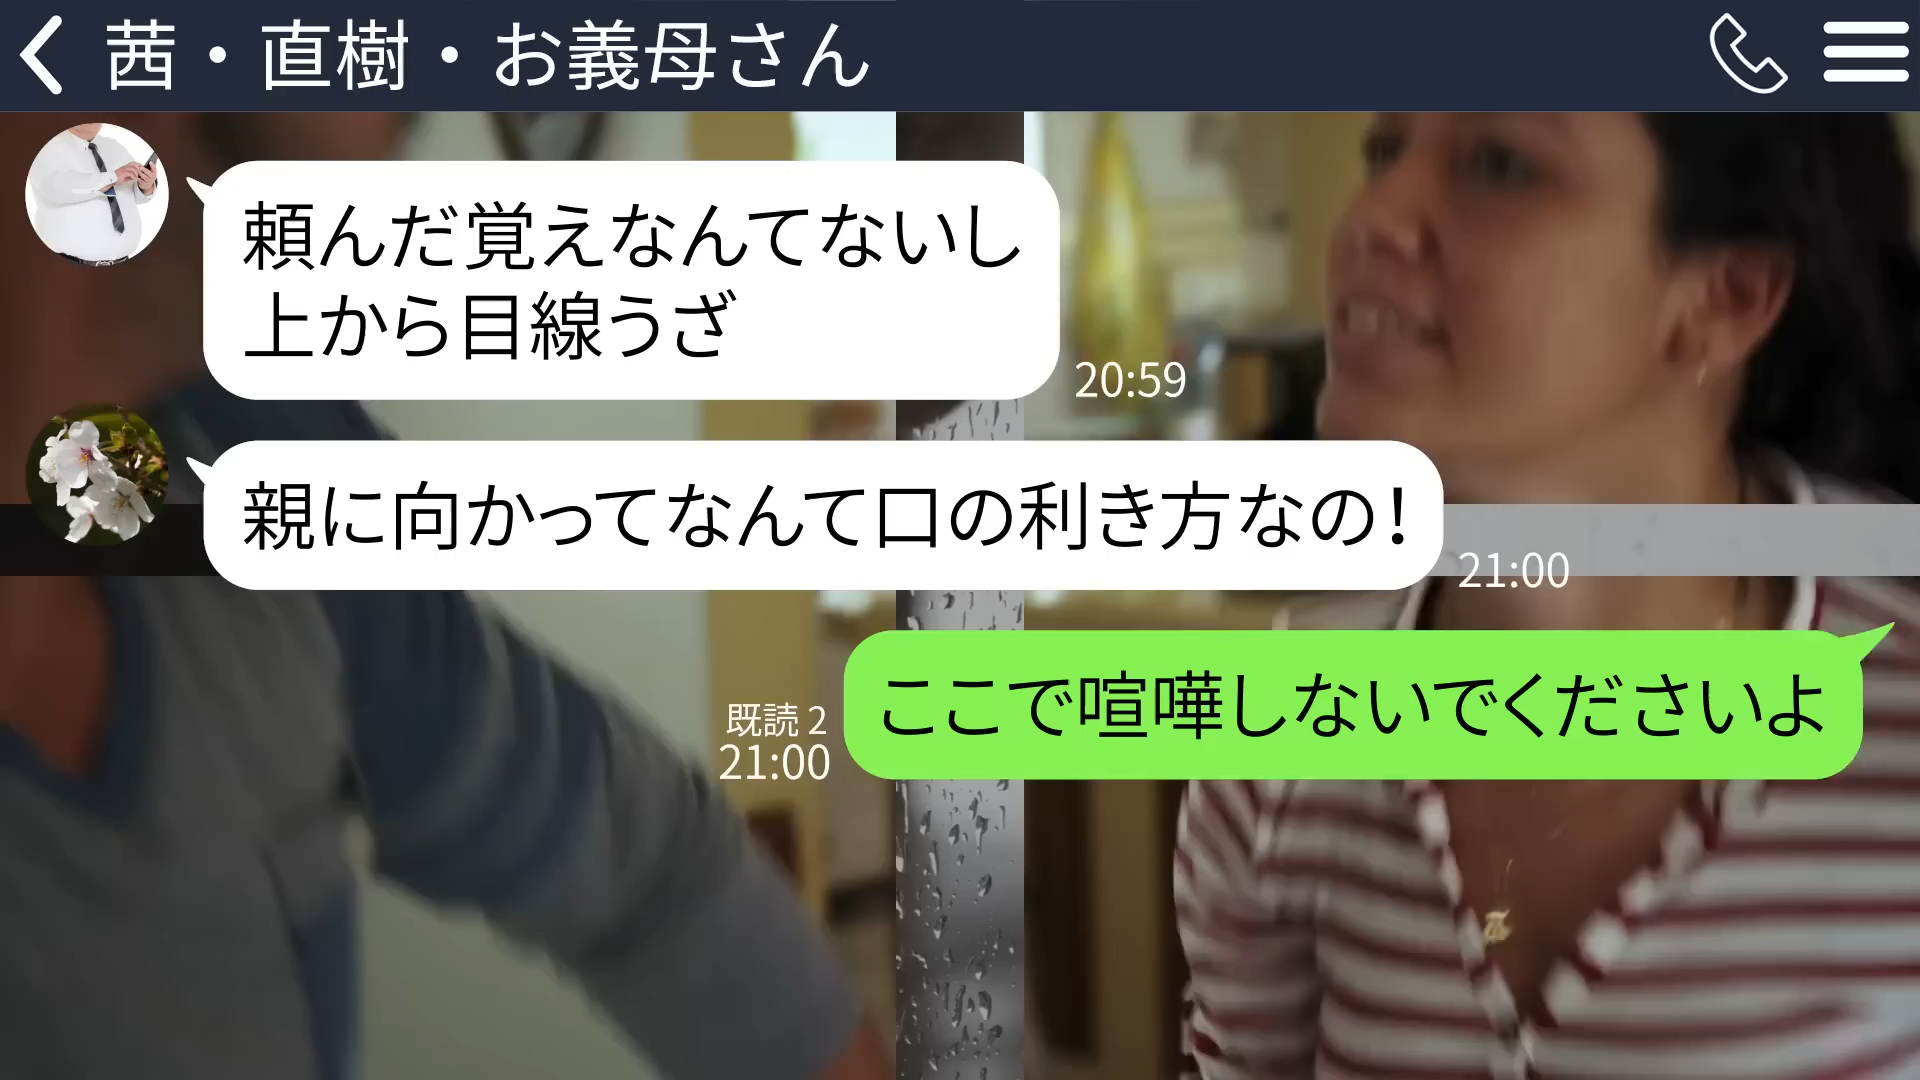 茜・直樹・お義母さん
頼んだ覚えなんてないし
上から目線うざ
20:59
親に向かってなんて口の利き方なの！
21:00
ここで喧嘩しないでくださいよ
既読 2
21:00